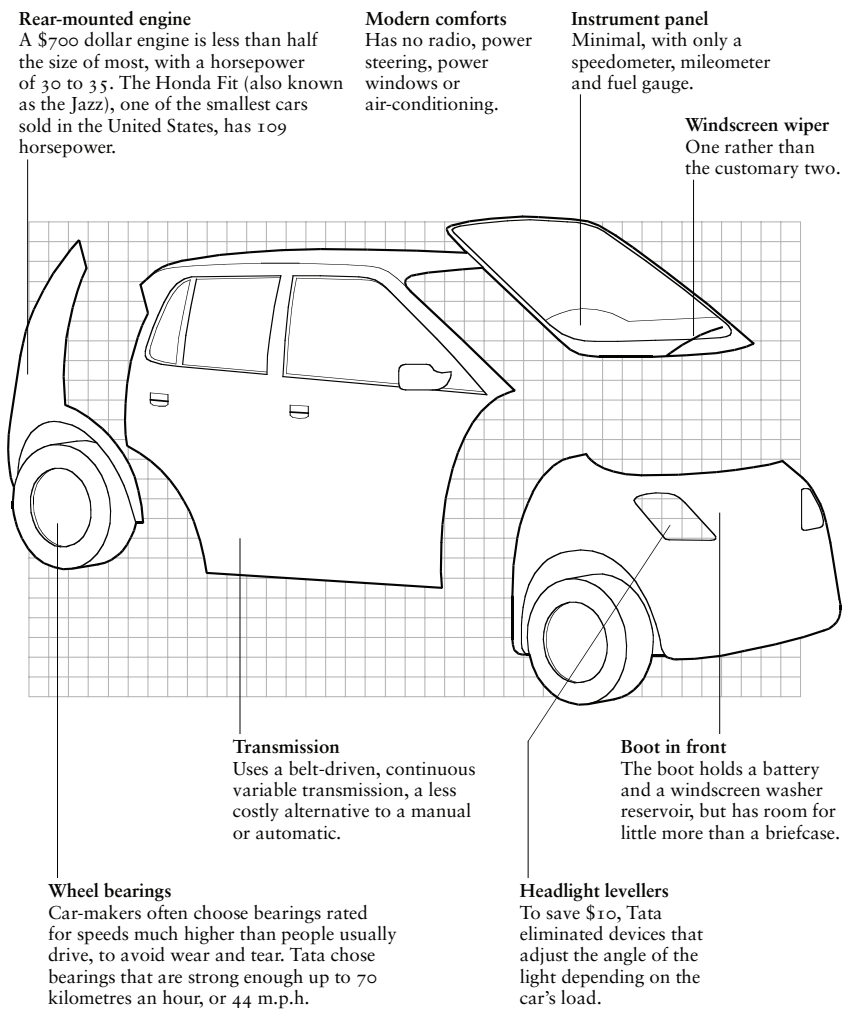 Rear-mounted engine
A $700 dollar engine is less than half
the size of most, with a horsepower
of 30 to 35. The Honda Fit (also known
as the Jazz), one of the smallest cars
sold in the United States, has 109
horsepower.
Modern comforts
Has no radio, power
steering, power
windows or
air-conditioning.
Instrument panel
Minimal, with only a
speedometer, mileometer
and fuel gauge.
Windscreen wiper
One rather than
the customary two.
Transmission
Uses a belt-driven, continuous
variable transmission, a less
costly alternative to a manual
or automatic.
Boot in front
The boot holds a battery
and a windscreen washer
reservoir, but has room for
little more than a briefcase.
Wheel bearings
Car-makers often choose bearings rated
for speeds much higher than people usually
drive, to avoid wear and tear. Tata chose
bearings that are strong enough up to 70
kilometres an hour, or 44 m.p.h.
Headlight levellers
To save $10, Tata
eliminated devices that
adjust the angle of the
light depending on the
car's load.